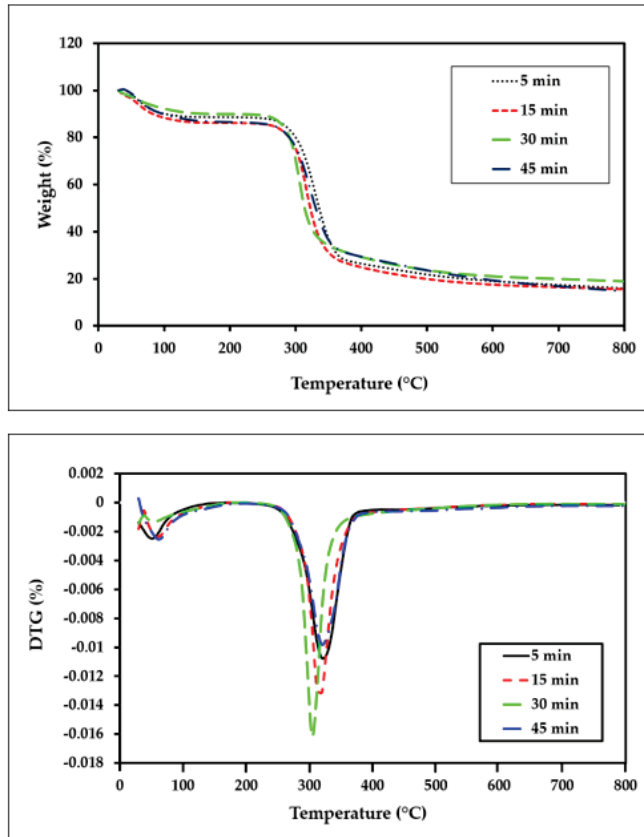 120
100
80
60
40
20
0
Weight (%)
5 min
15 min
30 min
45 min
0 100 200 300 400 500 600 700 800
Temperature (°C)
0.002
0
-0.002
-0.004
-0.006
-0.008
-0.01
-0.012
-0.014
-0.016
-0.018
DTG (%)
5 min
15 min
30 min
45 min
0 100 200 300 400 500 600 700 800
Temperature (°C)